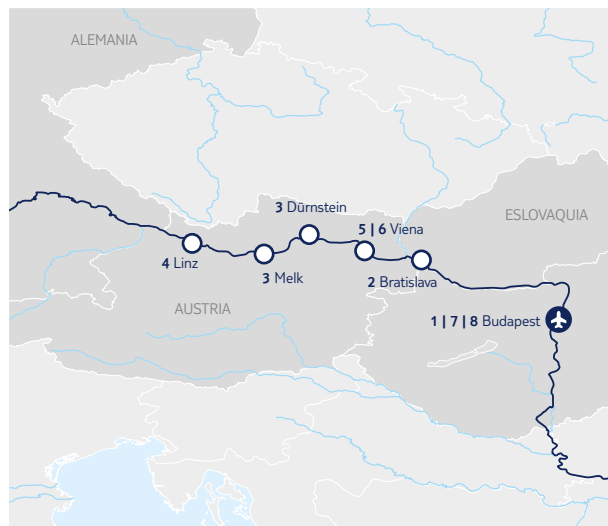 ALEMANIA
3 Dürnstein
5 | 6 Viena
ESLOVAQUIA
4 Linz
3 Melk
2 Bratislava
AUSTRIA
1 | 7 | 8 Budapest